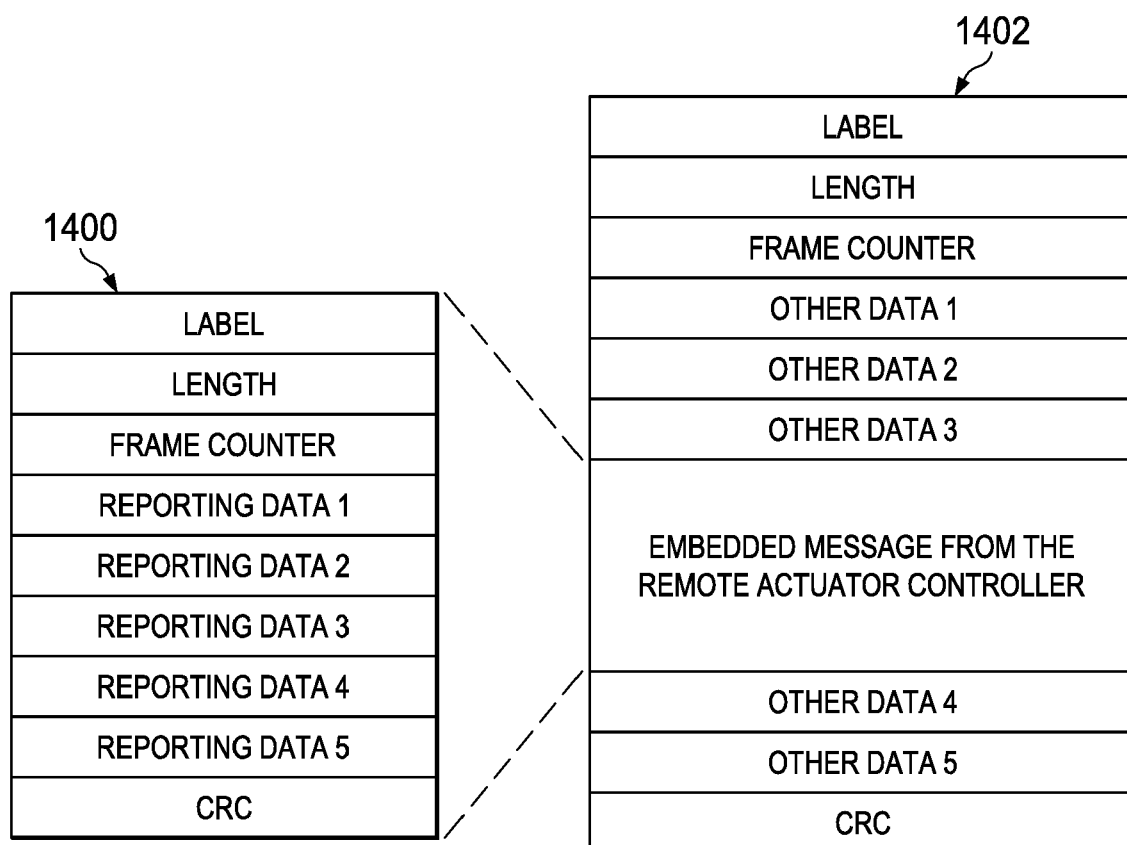 1400
LABEL
LENGTH
FRAME COUNTER
REPORTING DATA 1
REPORTING DATA 2
REPORTING DATA 3
REPORTING DATA 4
REPORTING DATA 5
CRC
1402
LABEL
LENGTH
FRAME COUNTER
OTHER DATA 1
OTHER DATA 2
OTHER DATA 3
EMBEDDED MESSAGE FROM THE
REMOTE ACTUATOR CONTROLLER
OTHER DATA 4
OTHER DATA 5
CRC